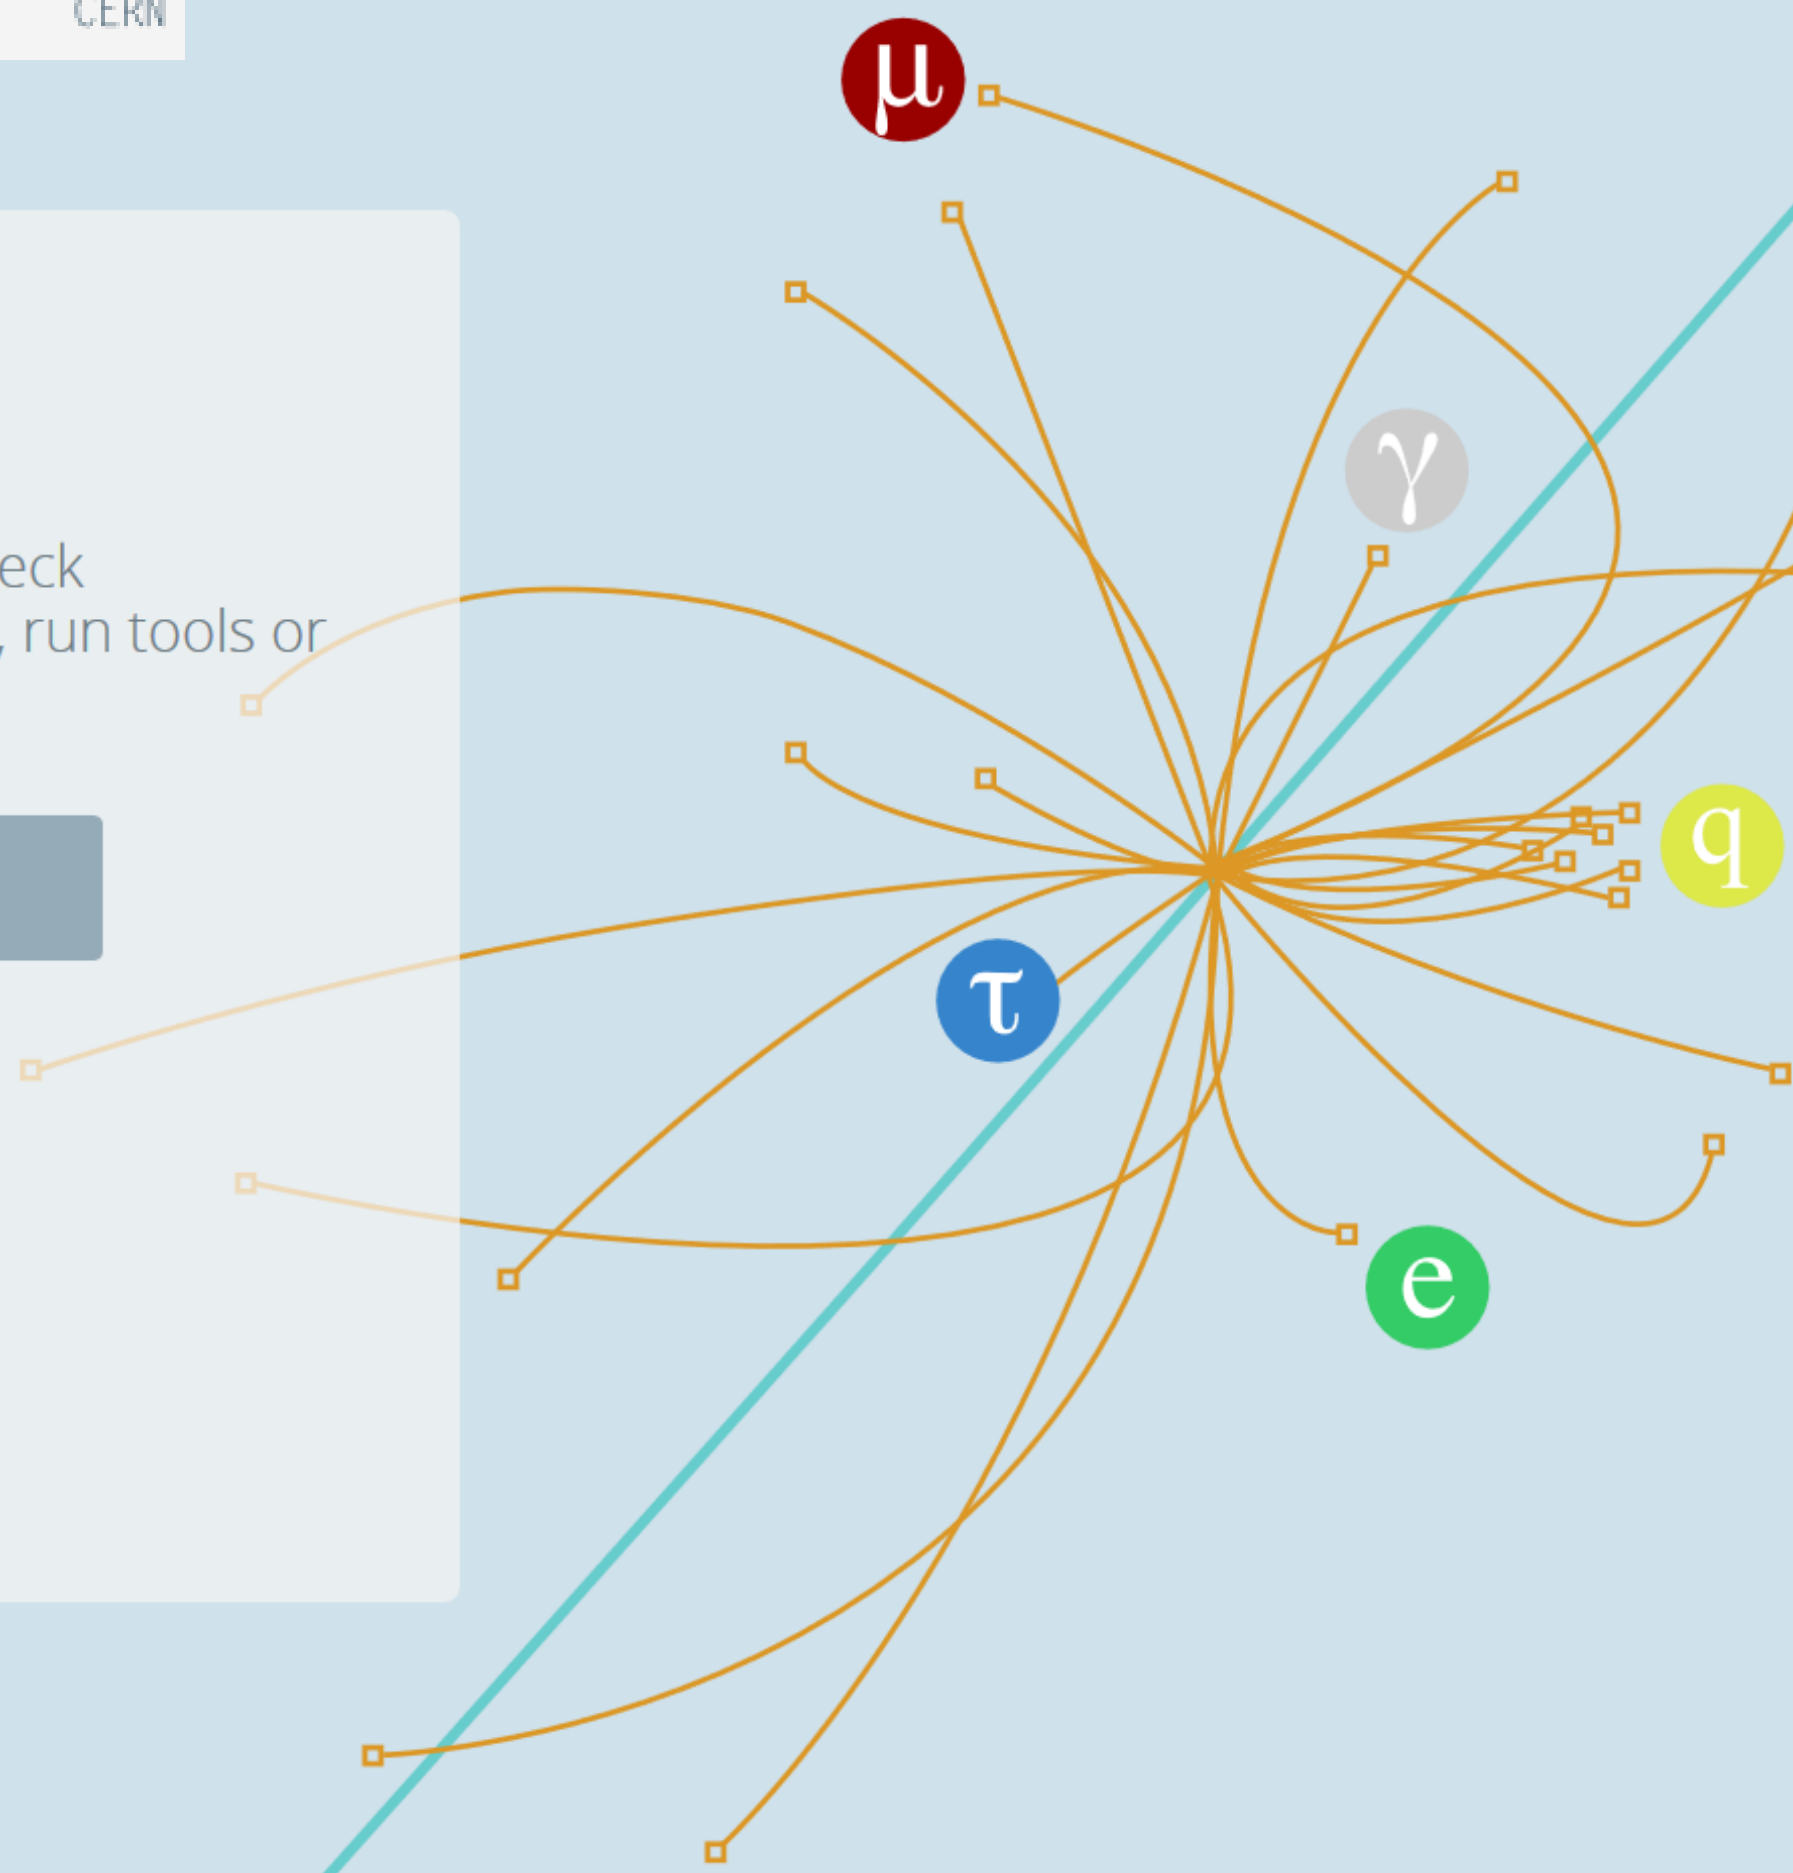 CERN
μ
γ
eck
, run tools or
q
τ
e